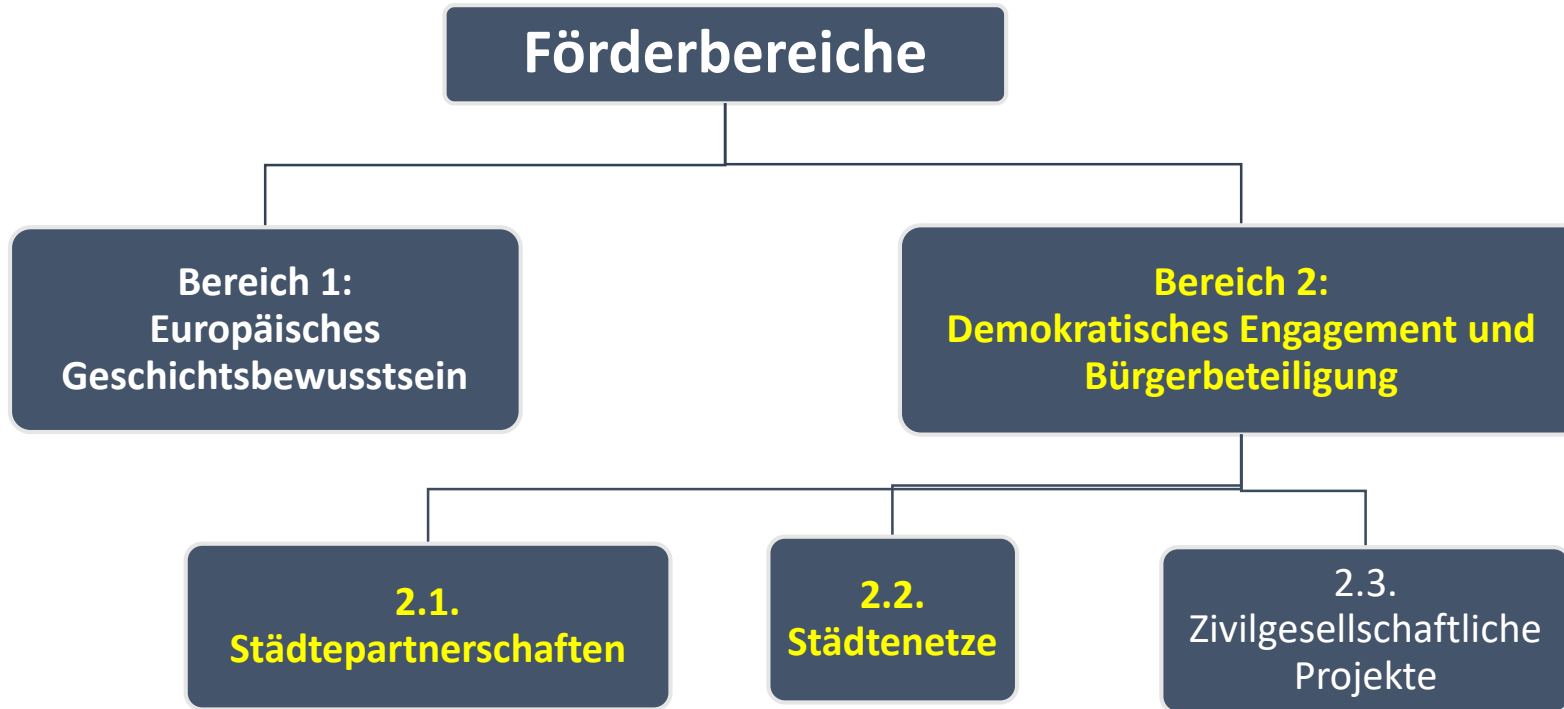 Förderbereiche
Bereich 1:
Europäisches
Geschichtsbewusstsein
Bereich 2:
Demokratisches Engagement und
Bürgerbeteiligung
2.1.
Städtepartnerschaften
2.2.
Städtenetze
2.3.
Zivilgesellschaftliche
Projekte